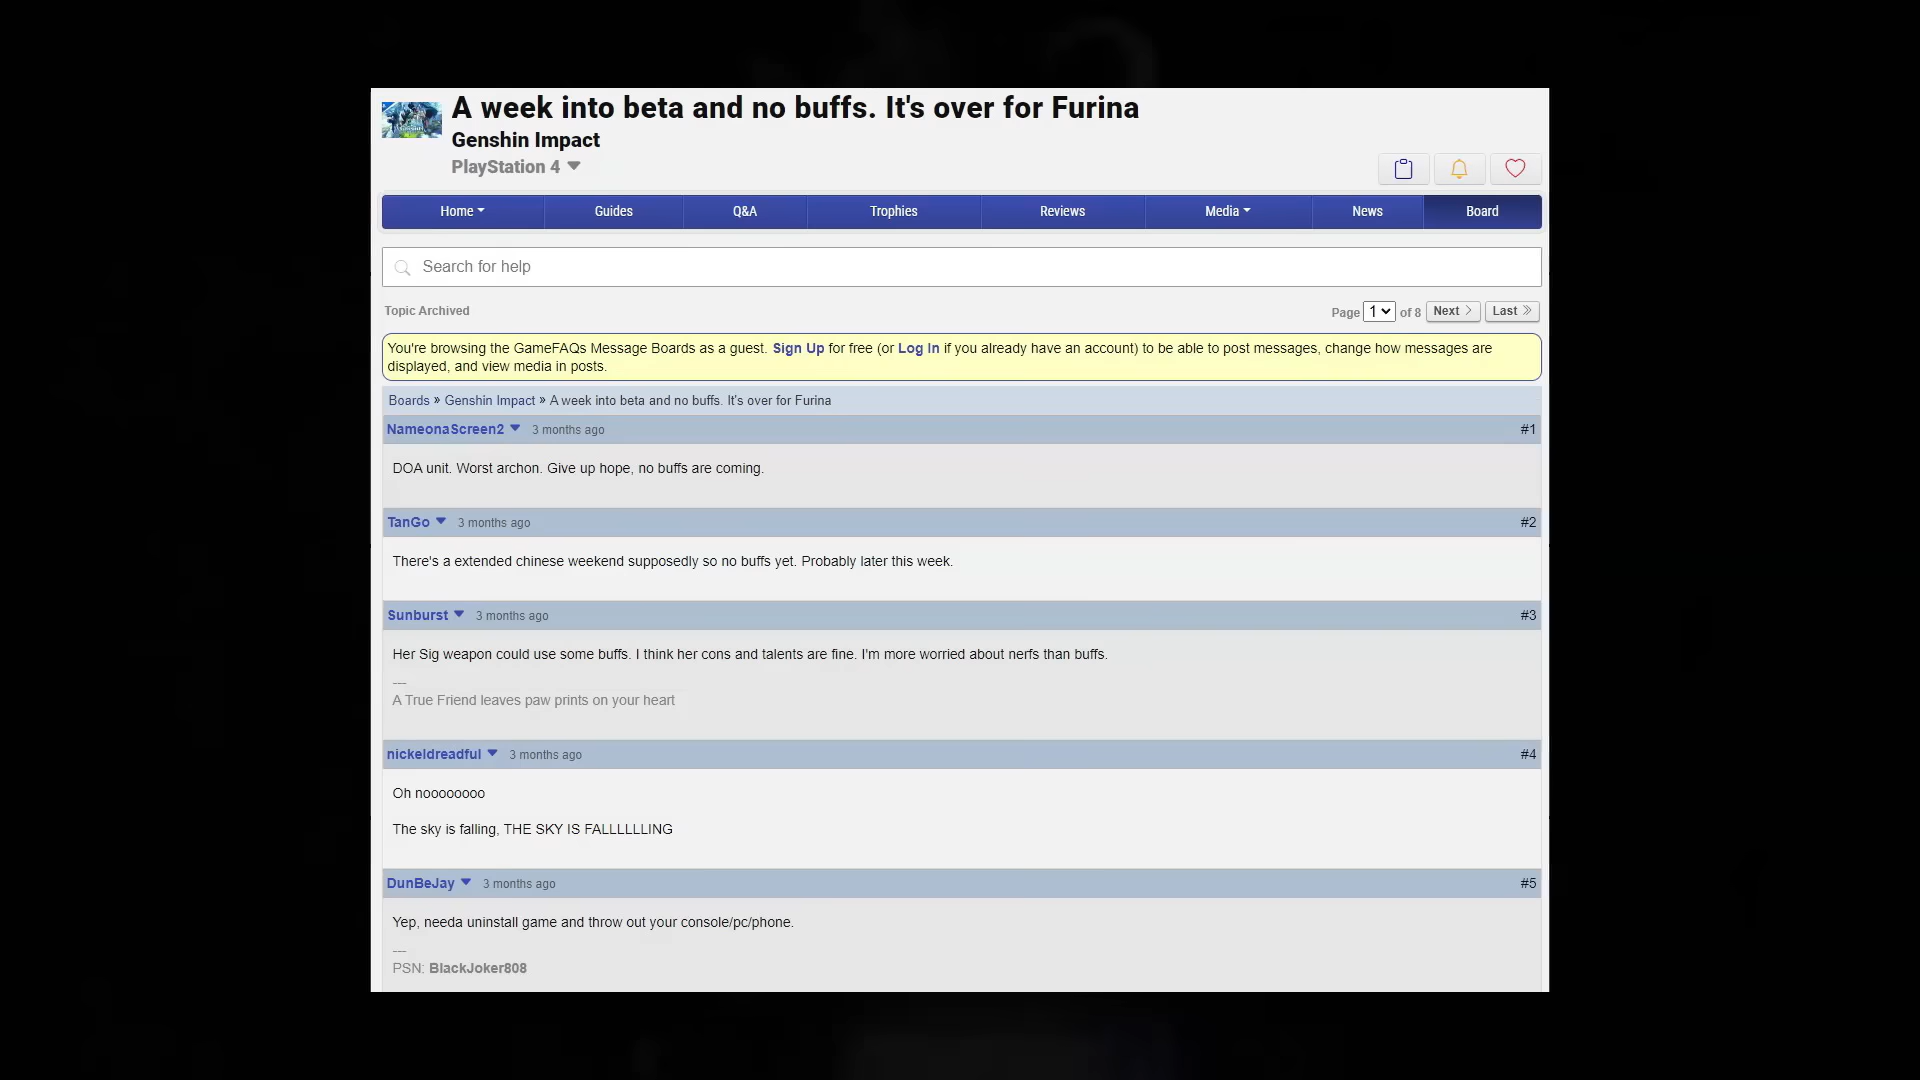 A week into beta and no buffs. It's over for Furina
Genshin Impact
PlayStation 4
Home
Guides
Q&A
Trophies
Reviews
Media
News
Board
Search for help
Topic Archived
Page 1 of 8 Next Last
You're browsing the GameFAQs Message Boards as a guest. Sign Up for free (or Log In if you already have an account) to be able to post messages, change how messages are
displayed, and view media in posts.
Boards » Genshin Impact » A week into beta and no buffs. It's over for Furina
NameonaScreen2 3 months ago #1
DOA unit. Worst archon. Give up hope, no buffs are coming.
TanGo 3 months ago #2
There's a extended chinese weekend supposedly so no buffs yet. Probably later this week.
Sunburst 3 months ago #3
Her Sig weapon could use some buffs. I think her cons and talents are fine. I'm more worried about nerfs than buffs.
---
A True Friend leaves paw prints on your heart
nickeldreadful 3 months ago #4
Oh noooooooo
The sky is falling, THE SKY IS FALLLLLLING
DunBeJay 3 months ago #5
Yep, needa uninstall game and throw out your console/pc/phone.
---
PSN: BlackJoker808